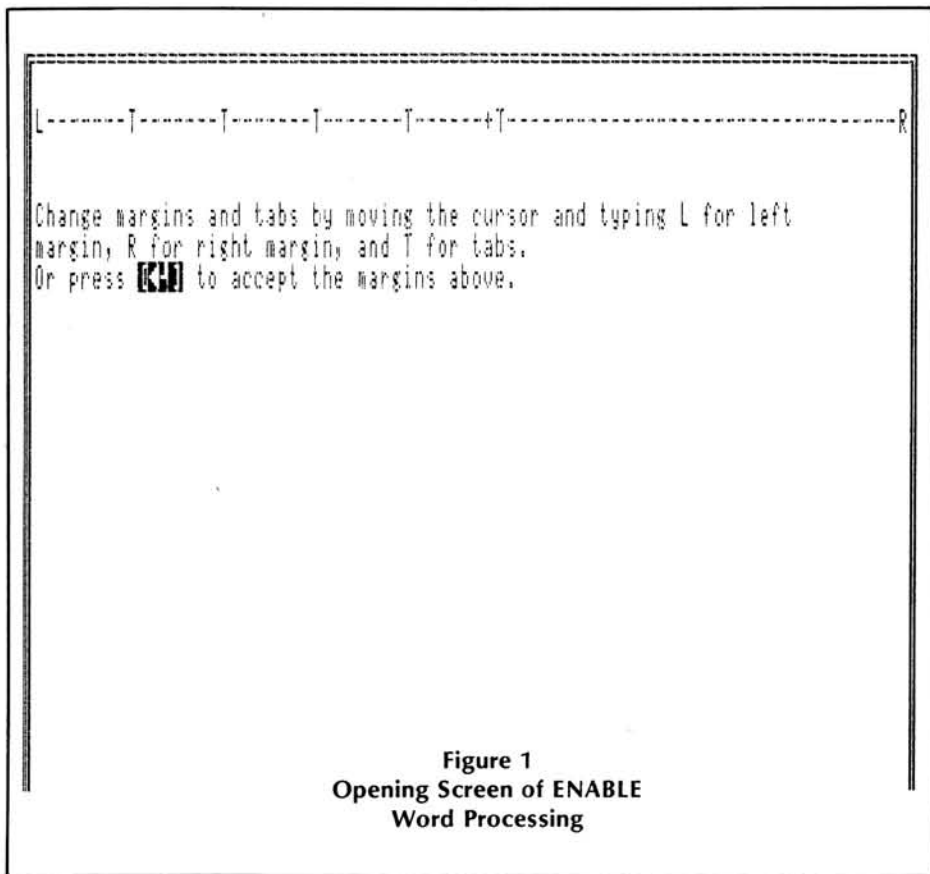 L-------T-------T-------T-------T------+T----------------------------------R
Change margins and tabs by moving the cursor and typing L for left
margin, R for right margin, and T for tabs.
Or press [<┘] to accept the margins above.
Figure 1
Opening Screen of ENABLE
Word Processing